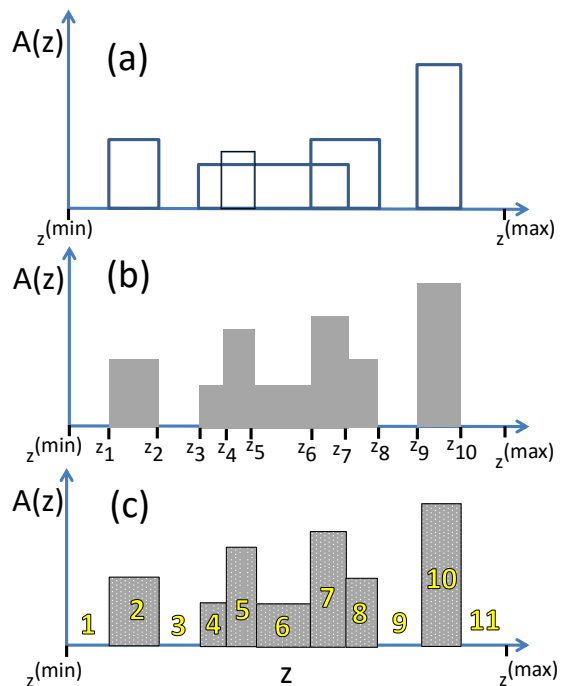 A(z)
(a)
z(min) z(max)
A(z)
(b)
z(min) z1 z2 z3 z4 z5 z6 z7 z8 z9 z10 z(max)
A(z)
(c)
1 2 3 4 5 6 7 8 9 10 11
z(min) z z(max)